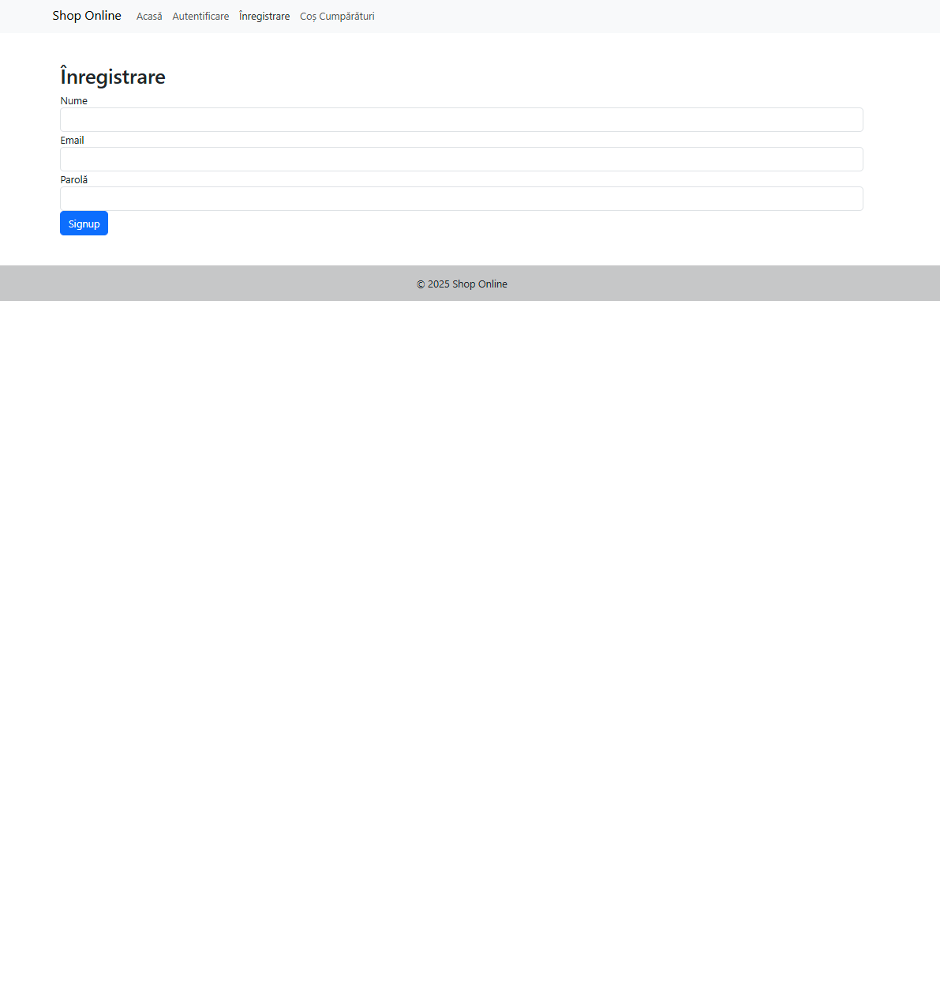 Shop Online Acasă Autentificare Înregistrare Coș Cumpărături
Înregistrare
Nume
Email
Parolă
Signup
© 2025 Shop Online